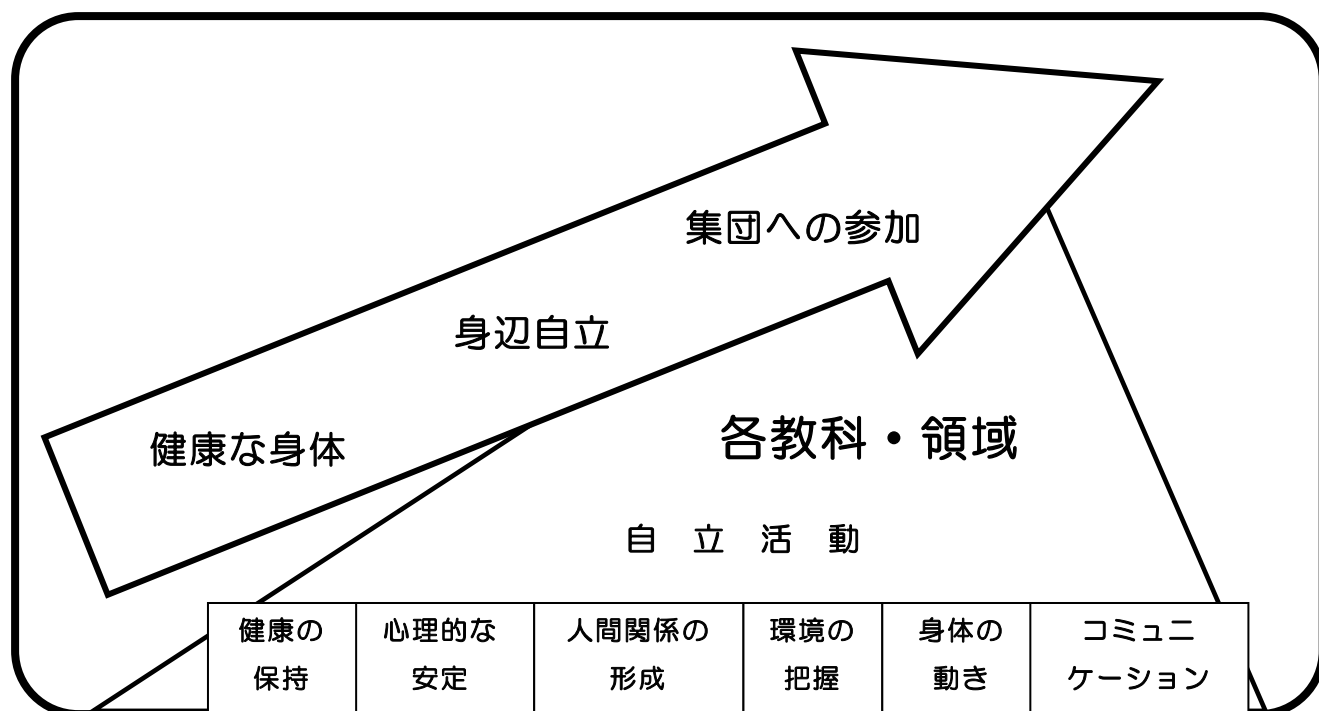 集団への参加
身辺自立
健康な身体
各教科・領域
自 立 活 動
健康の
保持
心理的な
安定
人間関係の
形成
環境の
把握
身体の
動き
コミュニ
ケーション